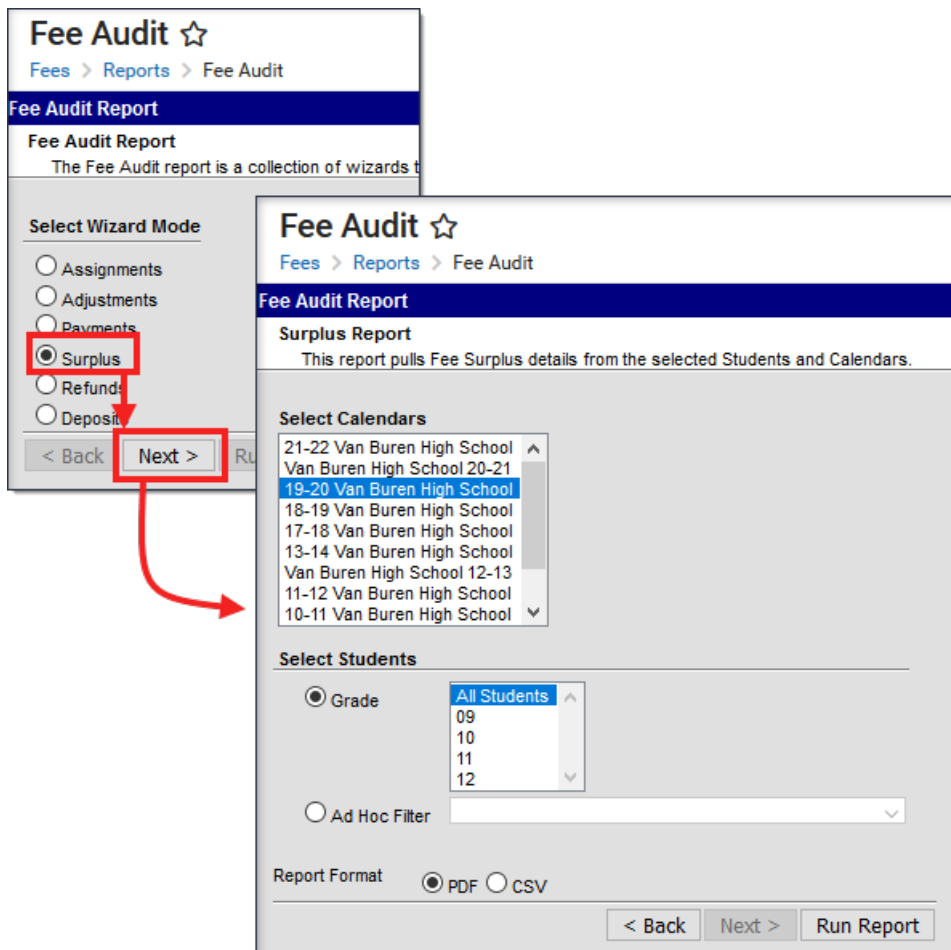 Fee Audit ☆
Fees > Reports > Fee Audit
Fee Audit Report
Fee Audit Report
The Fee Audit report is a collection of wizards t
Select Wizard Mode
Assignments
Adjustments
Payments
Surplus
Refunds
Deposit
< Back Next > Ru
Fee Audit ☆
Fees > Reports > Fee Audit
Fee Audit Report
Surplus Report
This report pulls Fee Surplus details from the selected Students and Calendars.
Select Calendars
21-22 Van Buren High School
Van Buren High School 20-21
19-20 Van Buren High School
18-19 Van Buren High School
17-18 Van Buren High School
13-14 Van Buren High School
Van Buren High School 12-13
11-12 Van Buren High School
10-11 Van Buren High School
Select Students
Grade
All Students
09
10
11
12
Ad Hoc Filter
Report Format PDF CSV
< Back Next > Run Report